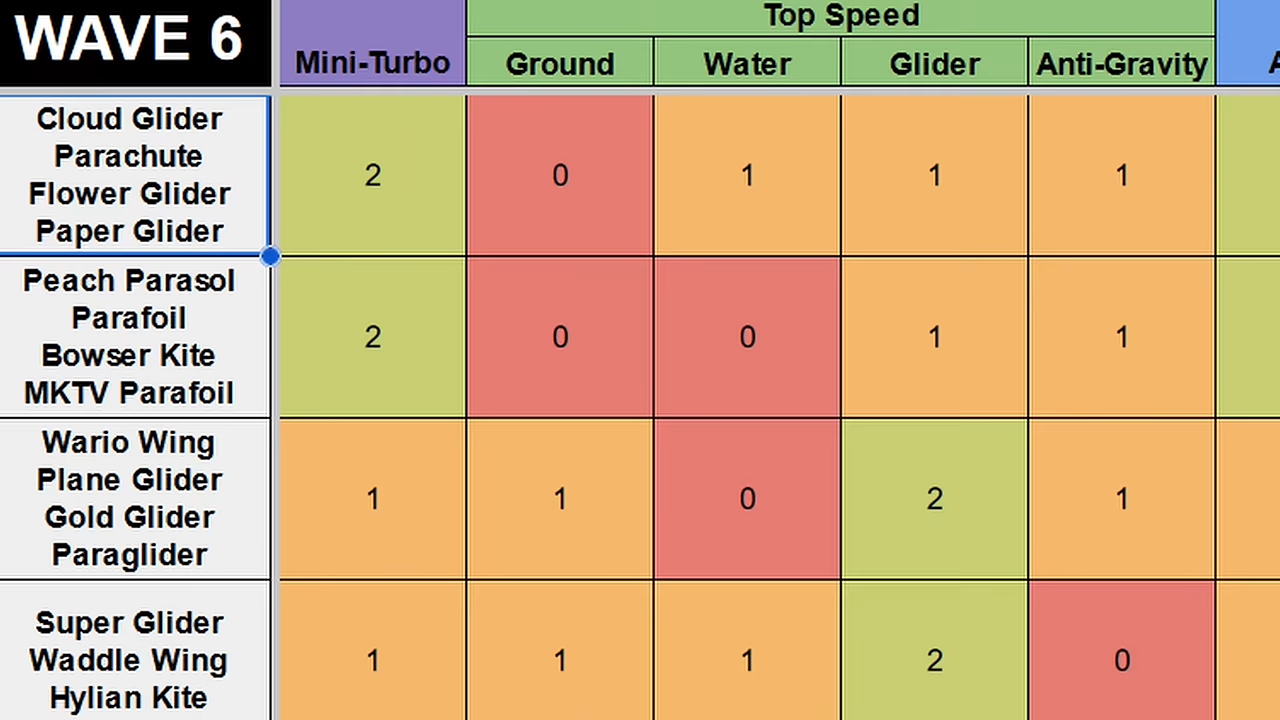 WAVE 6
Top Speed
Mini-Turbo Ground Water Glider Anti-Gravity
Cloud Glider
Parachute
Flower Glider
Paper Glider
2 0 1 1 1
Peach Parasol
Parafoil
Bowser Kite
MKTV Parafoil
2 0 0 1 1
Wario Wing
Plane Glider
Gold Glider
Paraglider
1 1 0 2 1
Super Glider
Waddle Wing
Hylian Kite
1 1 1 2 0